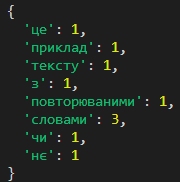 {
'це': 1,
'приклад': 1,
'тексту': 1,
'з': 1,
'повторюваними': 1,
'словами': 3,
'чи': 1,
'нє': 1
}